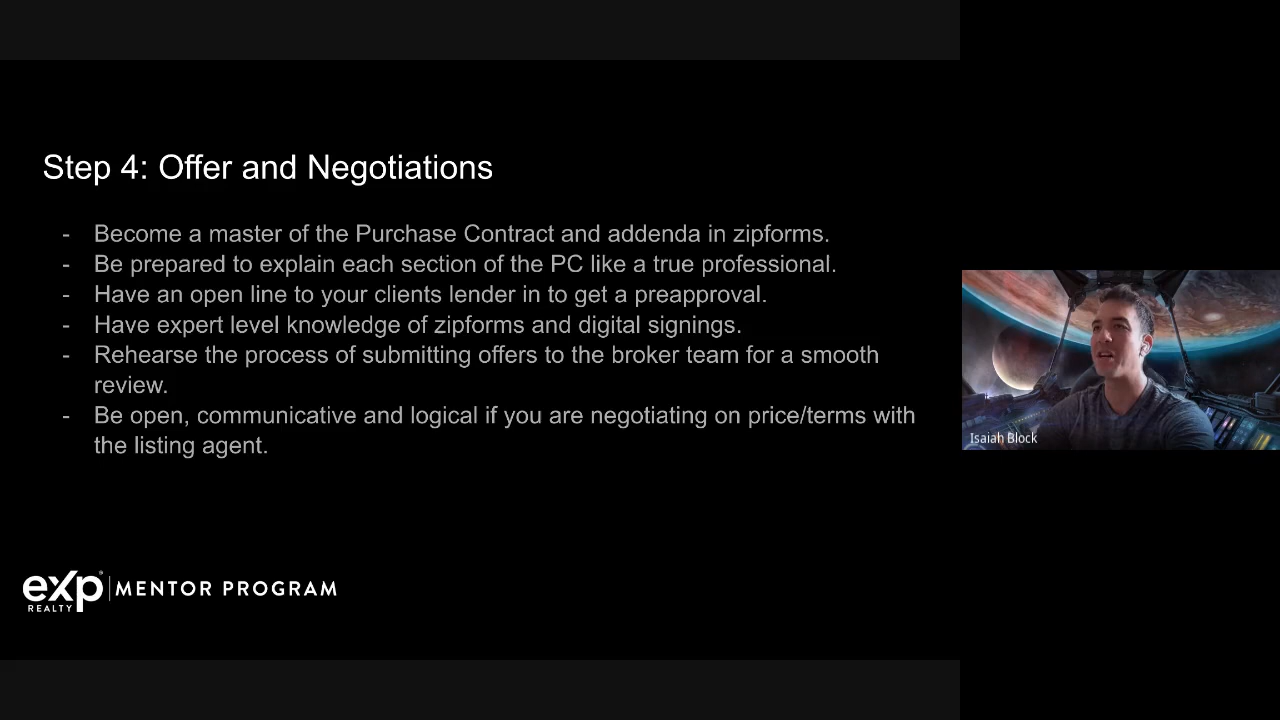 Step 4: Offer and Negotiations
- Become a master of the Purchase Contract and addenda in zipforms.
- Be prepared to explain each section of the PC like a true professional.
- Have an open line to your clients lender in to get a preapproval.
- Have expert level knowledge of zipforms and digital signings.
- Rehearse the process of submitting offers to the broker team for a smooth
review.
- Be open, communicative and logical if you are negotiating on price/terms with
the listing agent.
Isaiah Block
eXp®
REALTY
MENTOR PROGRAM